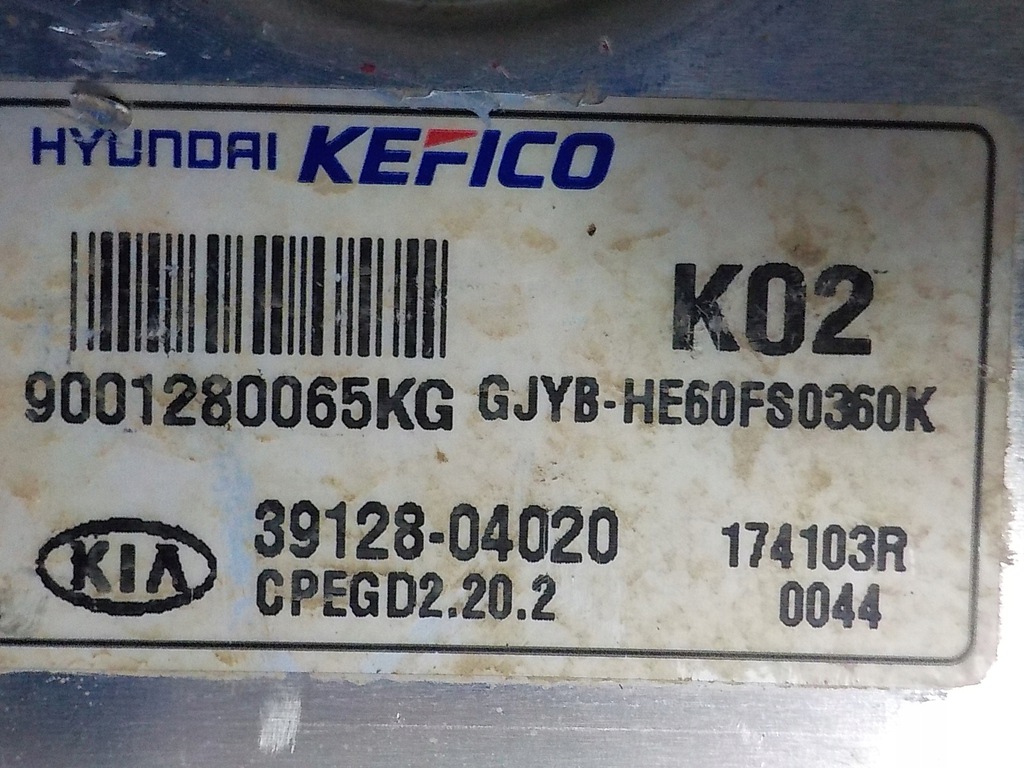 HYUNDAI KEFICO
K02
9001280065KG GJYB-HE60FS0360K
KIA 39128-04020 174103R
CPEGD2.20.2 0044